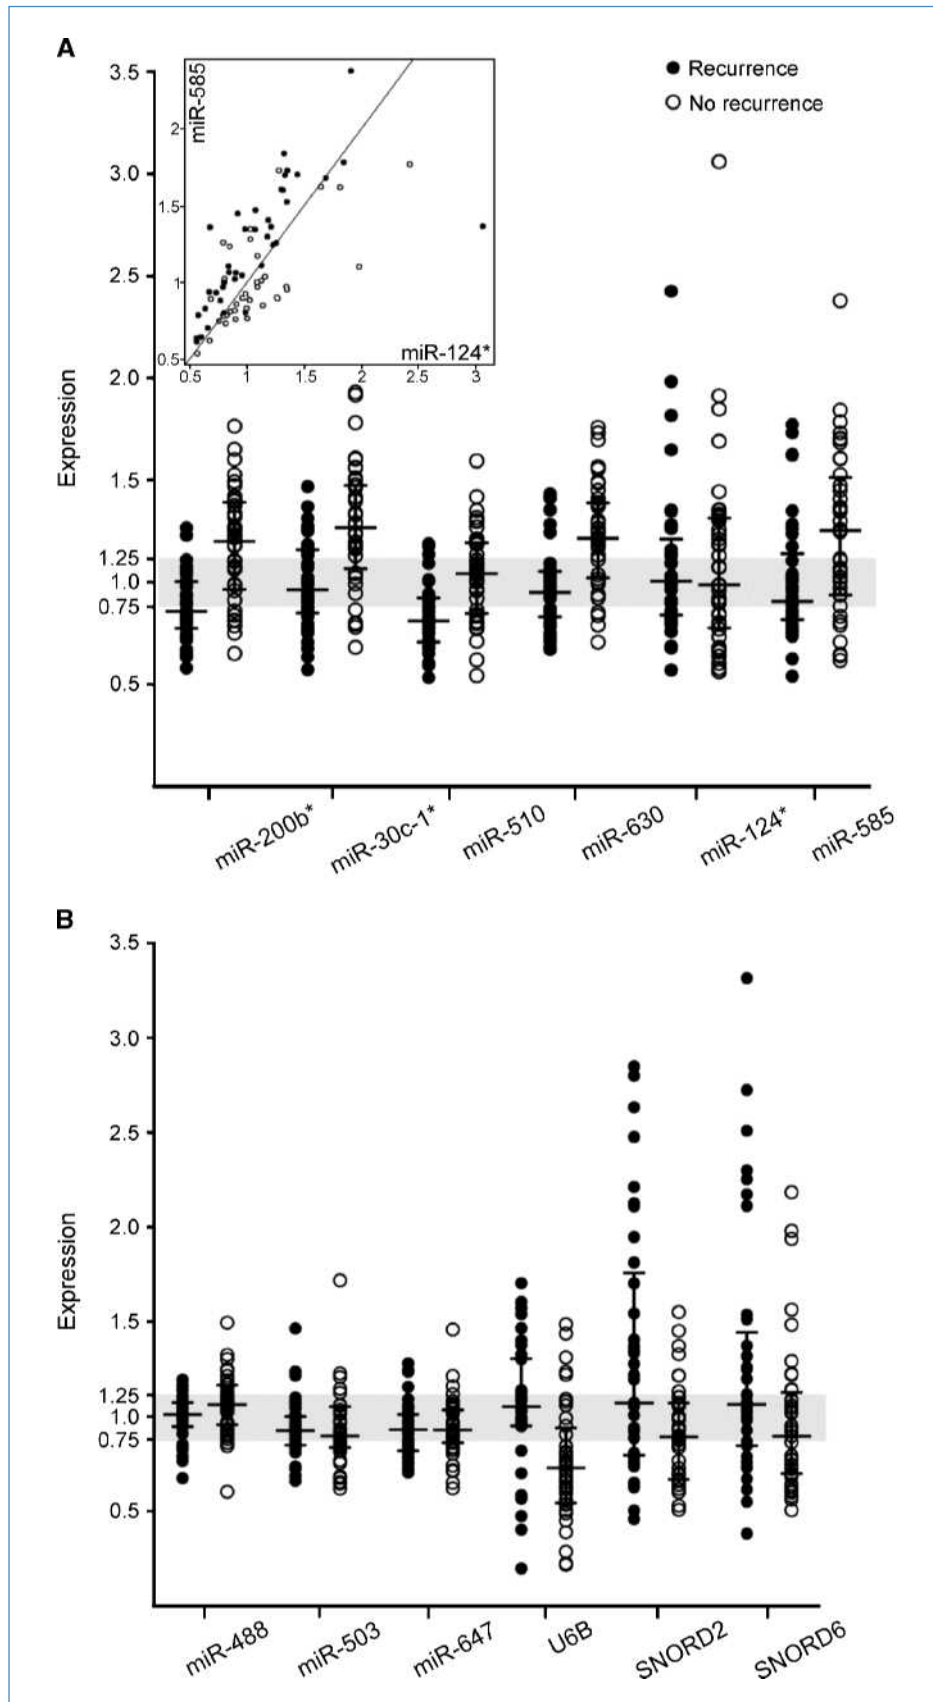 A
3.5
3.0
2.5
2.0
1.5
1.25
1.0
0.75
0.5
Expression
miR-585
2
1.5
1
0.5
0.5 1 1.5 2 2.5 3
miR-124*
Recurrence
No recurrence
miR-200b* miR-30c-1* miR-510 miR-630 miR-124* miR-585
B
3.5
3.0
2.5
2.0
1.5
1.25
1.0
0.75
0.5
Expression
miR-488 miR-503 miR-647 U6B SNORD2 SNORD6